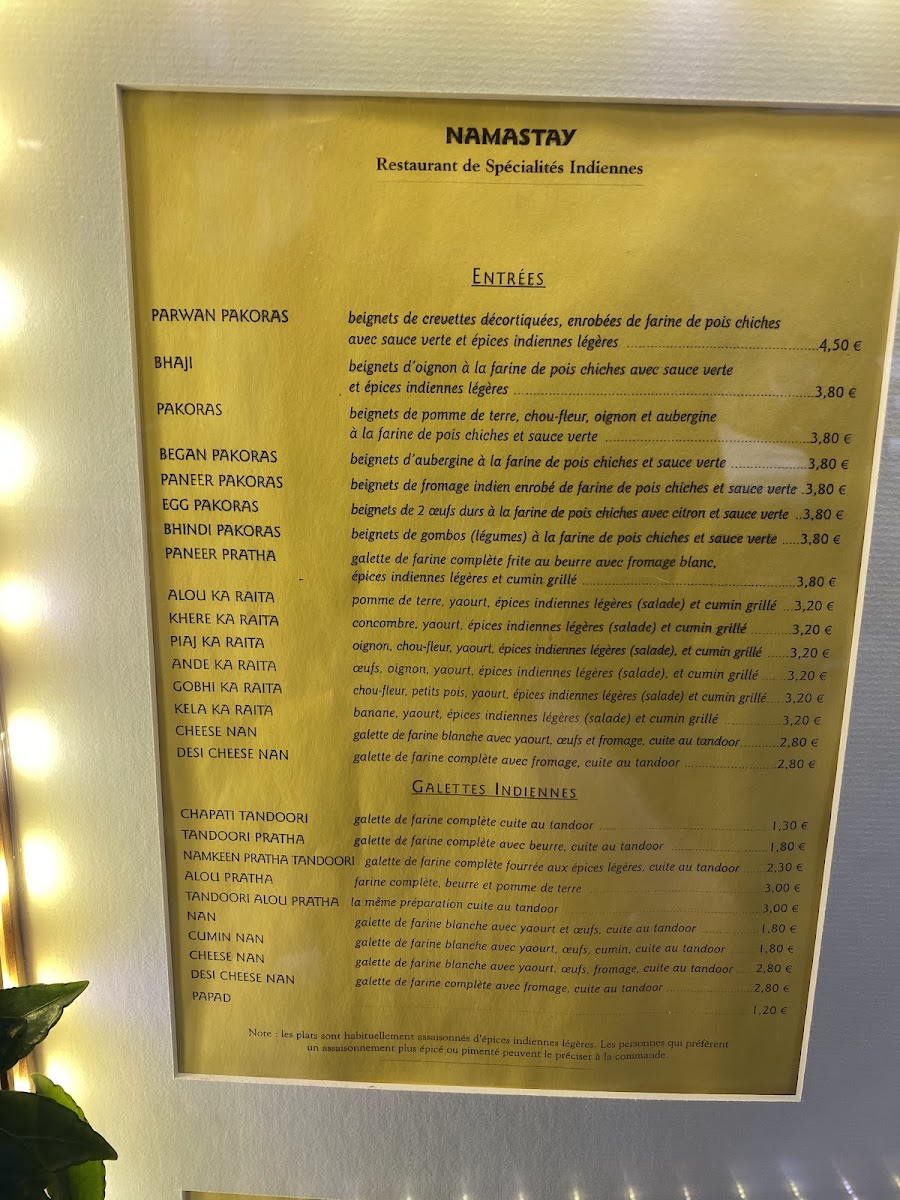 NAMASTAY
Restaurant de Spécialités Indiennes
ENTRÉES
PARWAN PAKORAS beignets de crevettes décortiquées, enrobées de farine de pois chiches
avec sauce verte et épices indiennes légères 4,50 €
BHAJI beignets d'oignon à la farine de pois chiches avec sauce verte
et épices indiennes légères 3,80 €
PAKORAS beignets de pomme de terre, chou-fleur, oignon et aubergine
à la farine de pois chiches et sauce verte 3,80 €
BEGAN PAKORAS beignets d'aubergine à la farine de pois chiches et sauce verte 3,80 €
PANEER PAKORAS beignets de fromage indien enrobé de farine de pois chiches et sauce verte 3,80 €
EGG PAKORAS beignets de 2 œufs durs à la farine de pois chiches avec citron et sauce verte 3,80 €
BHINDI PAKORAS beignets de gombos (légumes) à la farine de pois chiches et sauce verte 3,80 €
PANEER PRATHA galette de farine complète frite au beurre avec fromage blanc,
épices indiennes légères et cumin grillé 3,80 €
ALOU KA RAITA pomme de terre, yaourt, épices indiennes légères (salade) et cumin grillé 3,20 €
KHERE KA RAITA concombre, yaourt, épices indiennes légères (salade) et cumin grillé 3,20 €
PIAJ KA RAITA oignon, chou-fleur, yaourt, épices indiennes légères (salade), et cumin grillé 3,20 €
ANDE KA RAITA œufs, oignon, yaourt, épices indiennes légères (salade), et cumin grillé 3,20 €
GOBHI KA RAITA chou-fleur, petits pois, yaourt, épices indiennes légères (salade) et cumin grillé 3,20 €
KELA KA RAITA banane, yaourt, épices indiennes légères (salade) et cumin grillé 3,20 €
CHEESE NAN galette de farine blanche avec yaourt, œufs et fromage, cuite au tandoor 2,80 €
DESI CHEESE NAN galette de farine complète avec fromage, cuite au tandoor 2,80 €
GALETTES INDIENNES
CHAPATI TANDOORI galette de farine complète cuite au tandoor 1,30 €
TANDOORI PRATHA galette de farine complète avec beurre, cuite au tandoor 1,80 €
NAMKEEN PRATHA TANDOORI galette de farine complète fourrée aux épices légères, cuite au tandoor 2,30 €
ALOU PRATHA farine complète, beurre et pomme de terre 3,00 €
TANDOORI ALOU PRATHA la même préparation cuite au tandoor 3,00 €
NAN galette de farine blanche avec yaourt et œufs, cuite au tandoor 1,80 €
CUMIN NAN galette de farine blanche avec yaourt, œufs, cumin, cuite au tandoor 1,80 €
CHEESE NAN galette de farine blanche avec yaourt, œufs, fromage, cuite au tandoor 2,80 €
DESI CHEESE NAN galette de farine complète avec fromage, cuite au tandoor 2,80 €
PAPAD 1,20 €
Note : les plats sont habituellement assaisonnés d'épices indiennes légères. Les personnes qui préfèrent
un assaisonnement plus épicé ou pimenté peuvent le préciser à la commande.